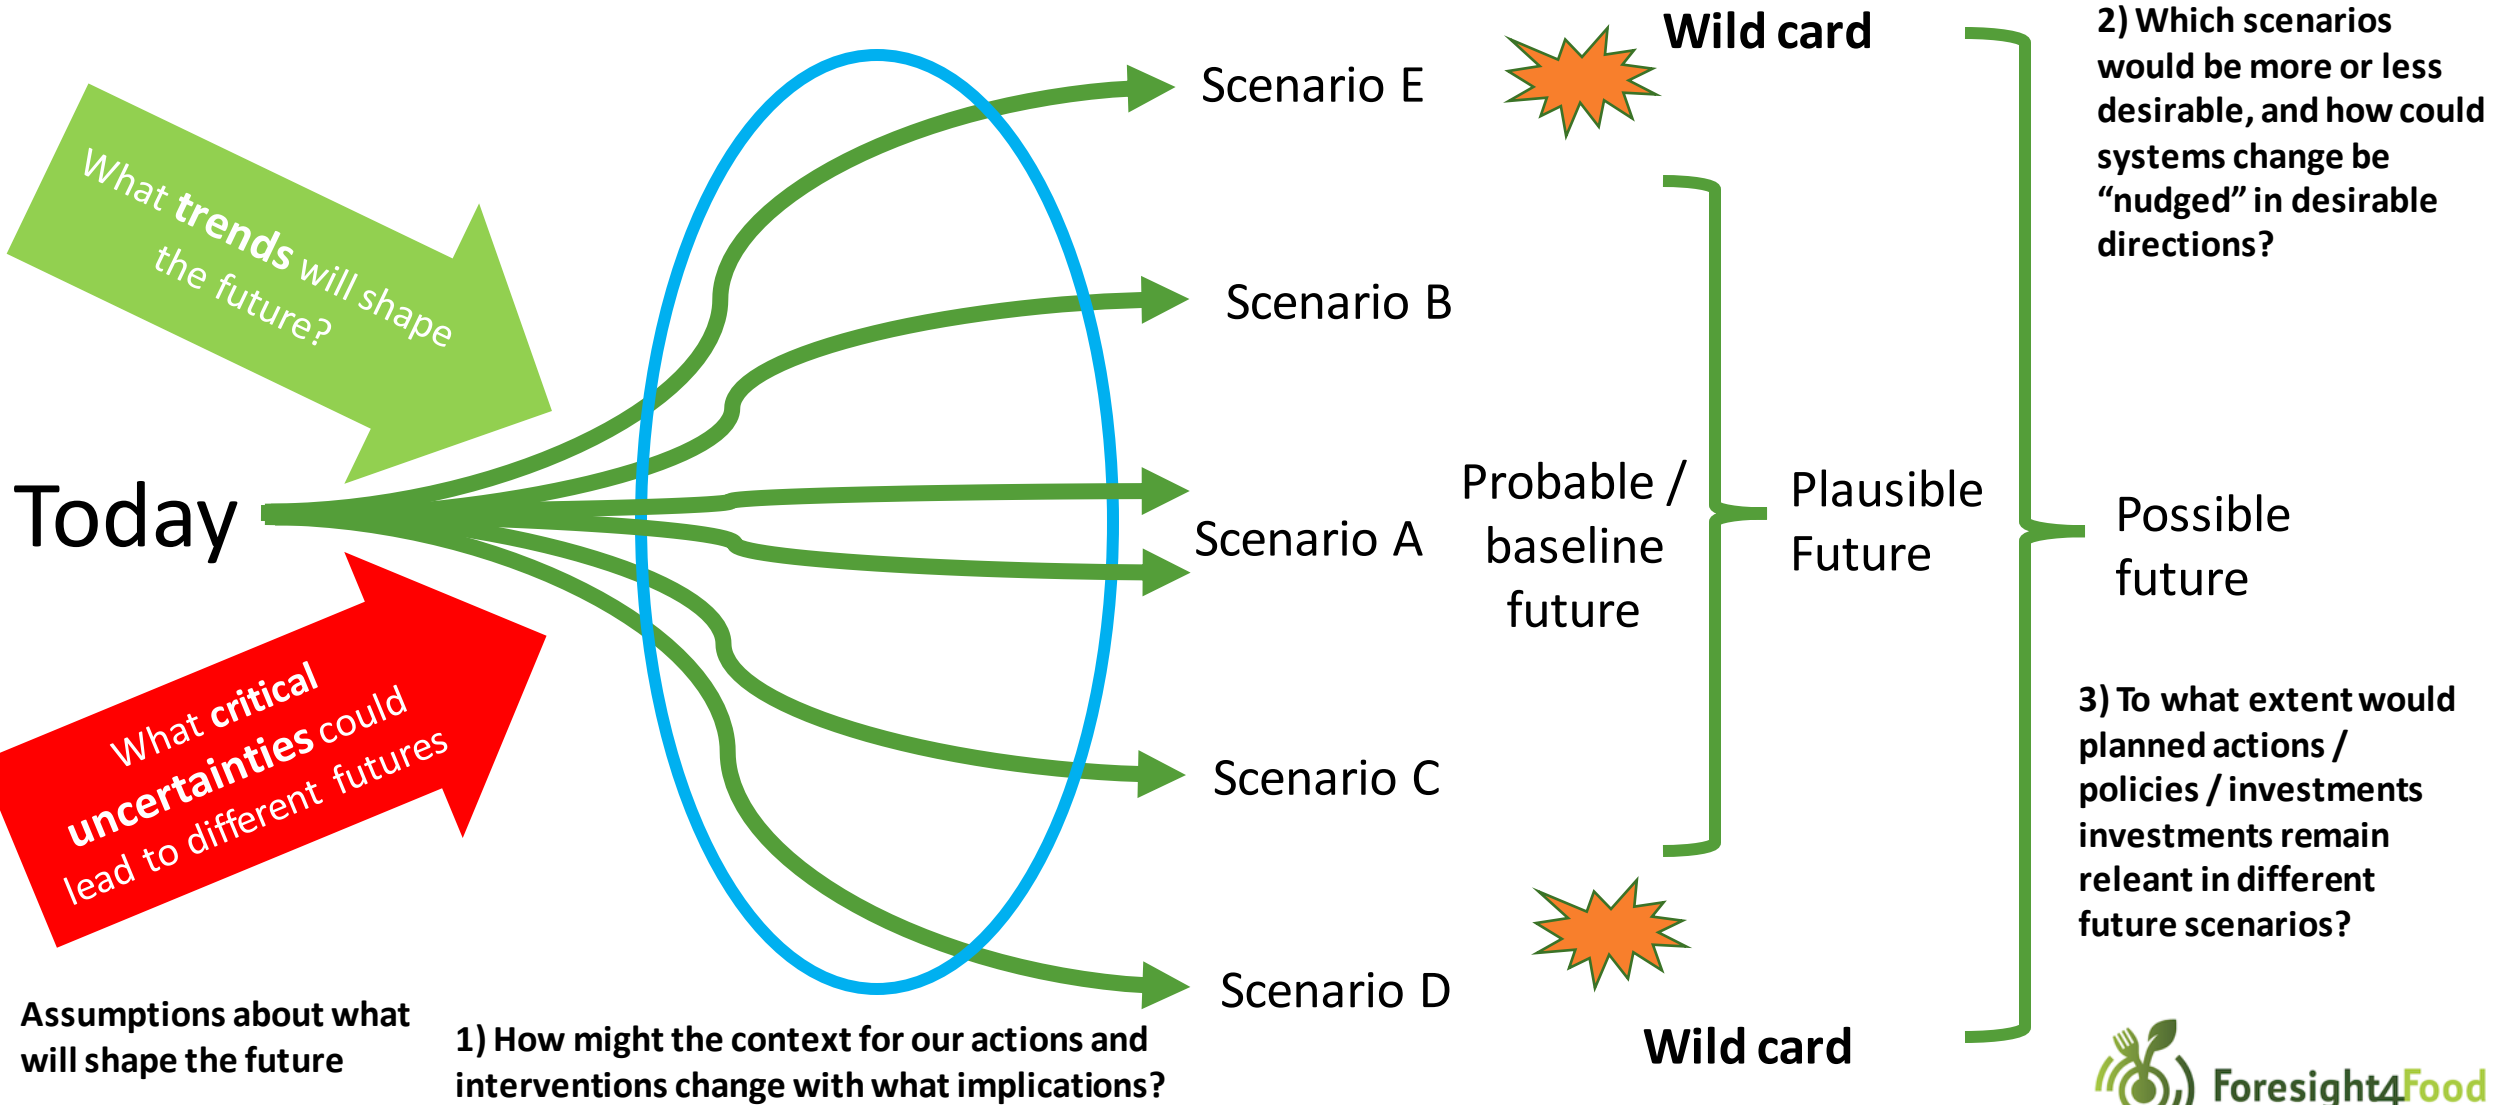 What trends will shape
the future?
Today
What critical
uncertainties could
lead to different futures
Assumptions about what
will shape the future
1) How might the context for our actions and
interventions change with what implications?
Scenario E
Scenario B
Scenario A
Scenario C
Scenario D
Wild card
Probable /
baseline
future
Wild card
Plausible
Future
Possible
future
2) Which scenarios
would be more or less
desirable, and how could
systems change be
“nudged” in desirable
directions?
3) To what extent would
planned actions /
policies / investments
investments remain
releant in different
future scenarios?
Foresight4Food